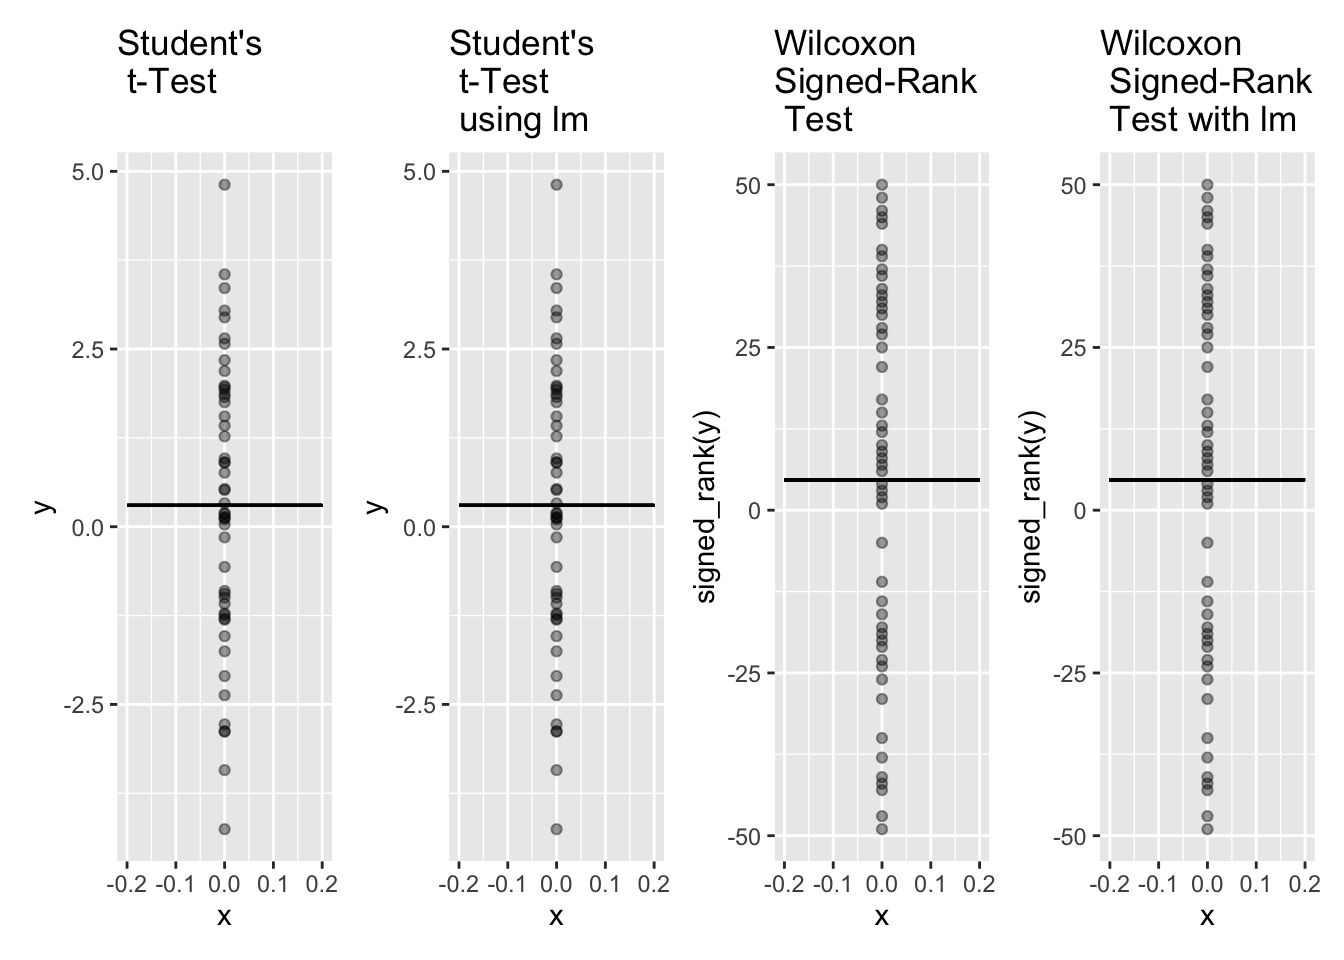 Student's
t-Test
5.0
2.5
0.0
-2.5
y
-0.2 -0.1 0.0 0.1 0.2
x
Student's
t-Test
using lm
5.0
2.5
0.0
-2.5
y
-0.2 -0.1 0.0 0.1 0.2
x
Wilcoxon
Signed-Rank
Test
50
25
0
-25
-50
signed_rank(y)
-0.2 -0.1 0.0 0.1 0.2
x
Wilcoxon
Signed-Rank
Test with lm
50
25
0
-25
-50
signed_rank(y)
-0.2 -0.1 0.0 0.1 0.2
x